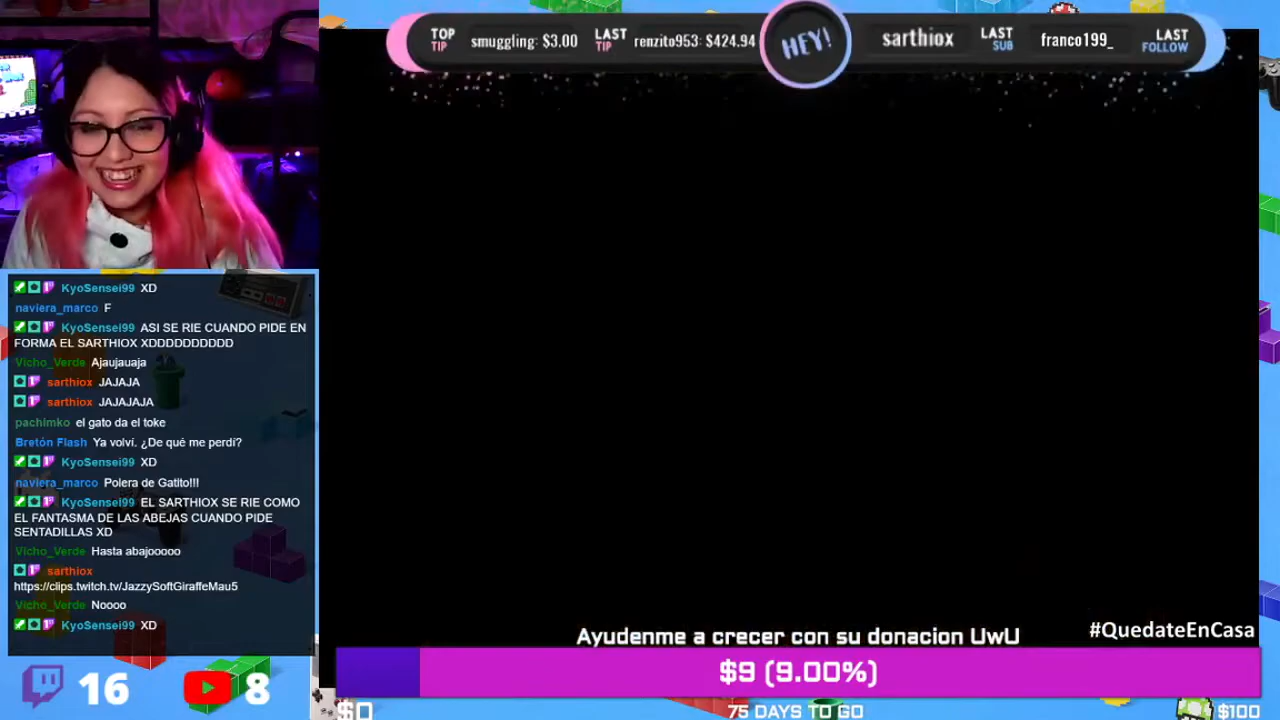 TOP TIP smuggling: $3.00 LAST TIP renzito953: $424.94 HEY! sarthiox LAST SUB franco199_ LAST FOLLOW
KyoSensei99 XD
naviera_marco F
KyoSensei99 ASI SE RIE CUANDO PIDE EN
FORMA EL SARTHIOX XDDDDDDDDDD
Vicho_Verde Ajaujauaja
sarthiox JAJAJA
sarthiox JAJAJAJA
pachimko el gato da el toke
Bretón Flash Ya volví. ¿De qué me perdí?
KyoSensei99 XD
naviera_marco Polera de Gatito!!!
KyoSensei99 EL SARTHIOX SE RIE COMO
EL FANTASMA DE LAS ABEJAS CUANDO PIDE
SENTADILLAS XD
Vicho_Verde Hasta abajooooo
sarthiox
https://clips.twitch.tv/JazzySoftGiraffeMau5
Vicho_Verde Noooo
KyoSensei99 XD
16 8
Ayudenme a crecer con su donacion UwU
#QuedateEnCasa
$9 (9.00%)
$0 75 DAYS TO GO $100